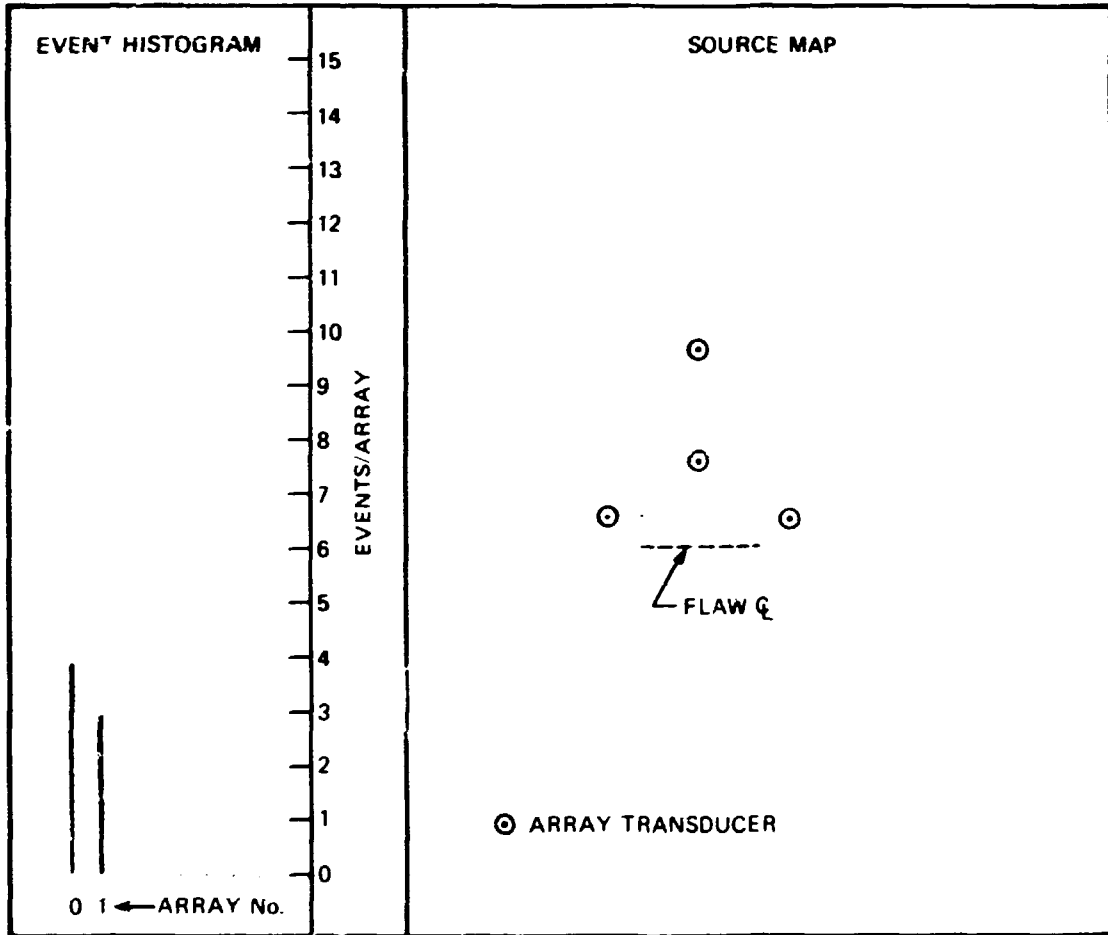 EVENT HISTOGRAM
15
14
13
12
11
10
9
8
7
6
5
4
3
2
1
0
EVENTS/ARRAY
0 1 ARRAY No.
SOURCE MAP
FLAW ℄
ARRAY TRANSDUCER